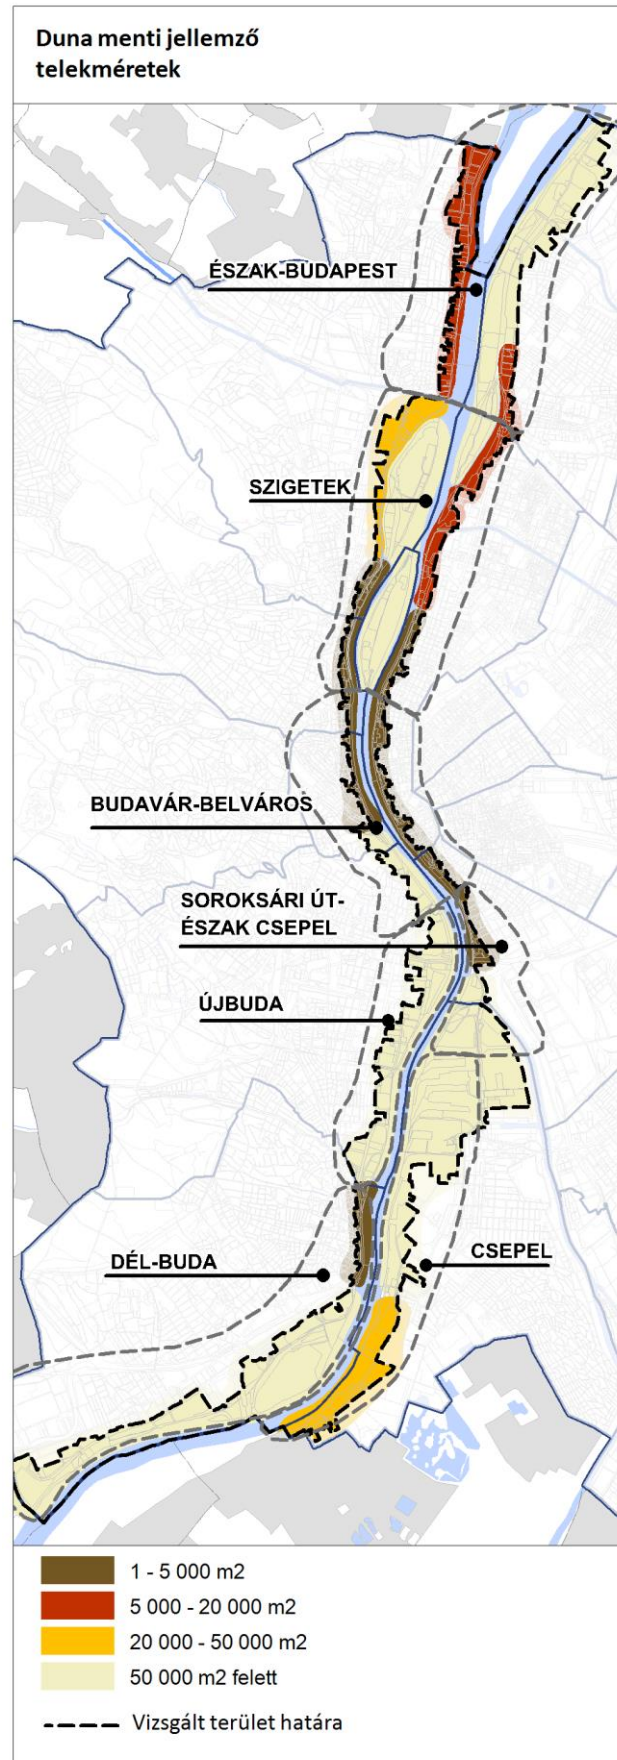 Duna menti jellemző
telekméretek
ÉSZAK-BUDAPEST
SZIGETEK
BUDAVÁR-BELVÁROS
SOROKSÁRI ÚT-
ÉSZAK CSEPEL
ÚJBUDA
DÉL-BUDA
CSEPEL
1 - 5 000 m2
5 000 - 20 000 m2
20 000 - 50 000 m2
50 000 m2 felett
Vizsgált terület határa